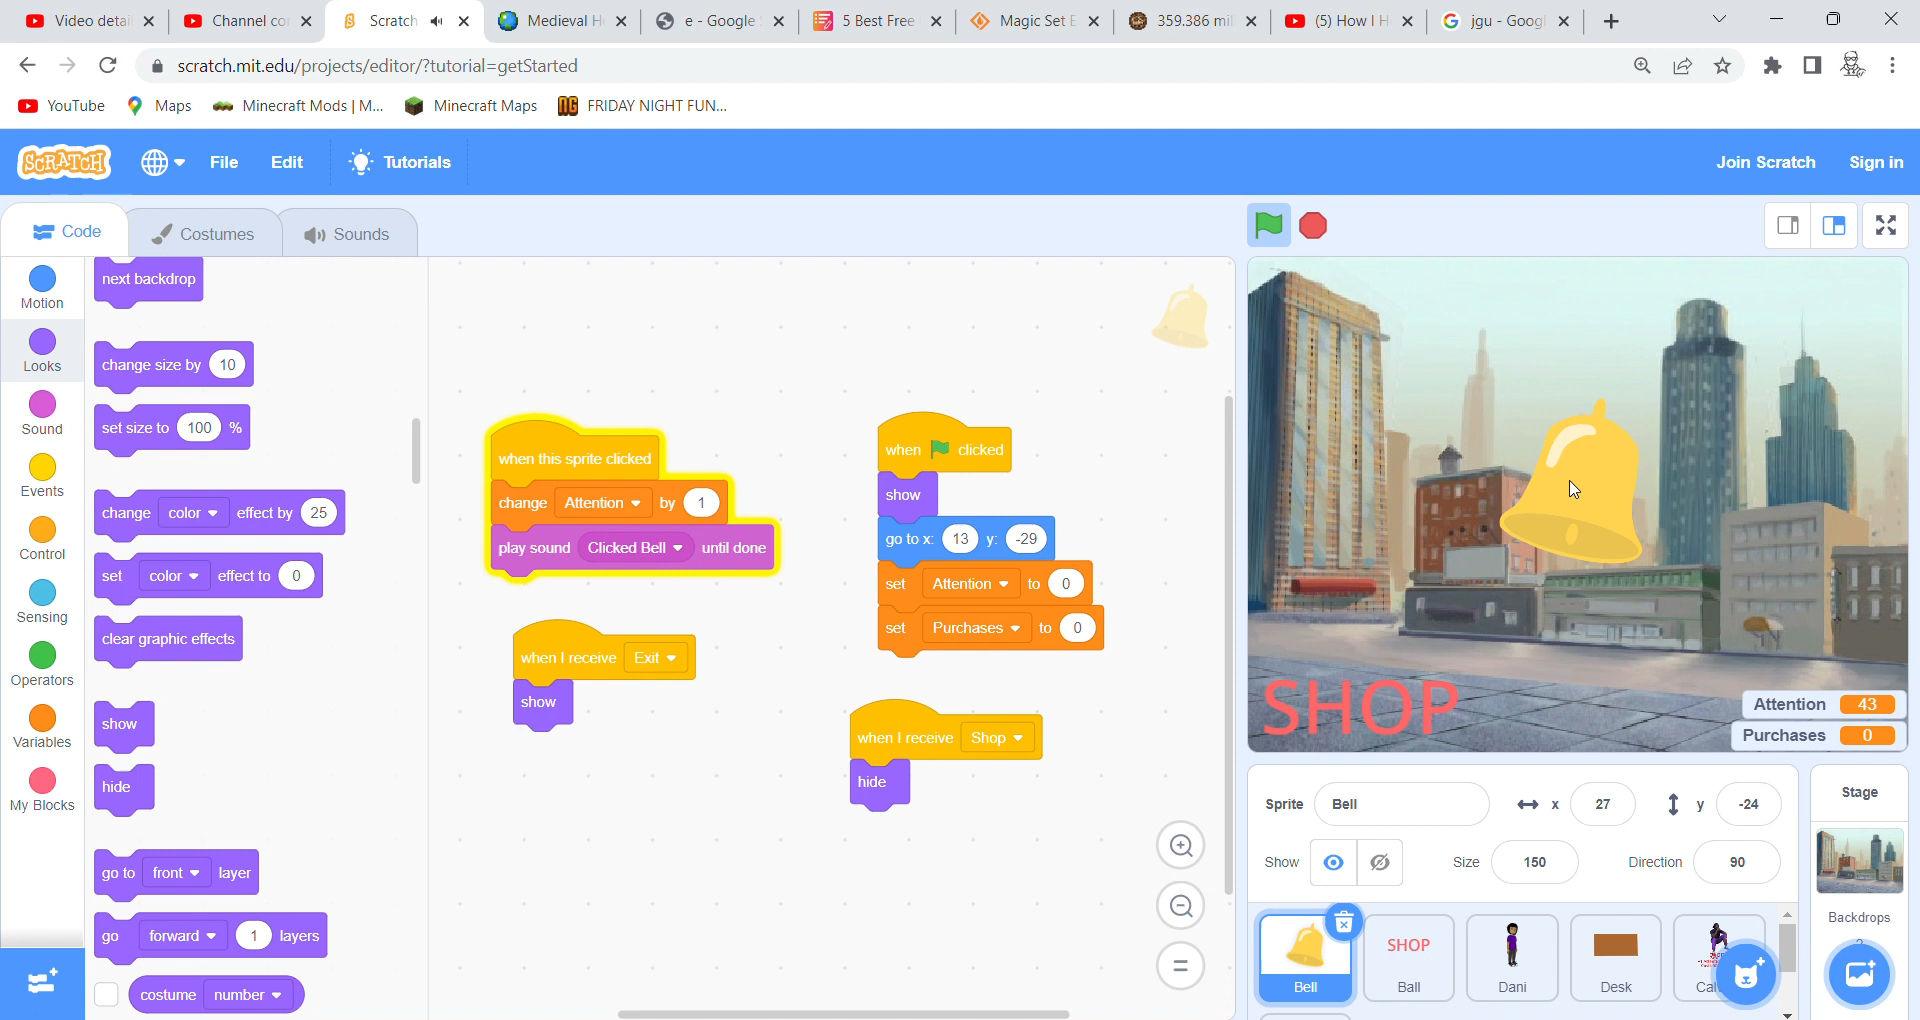 Video detai
Channel co
Scratch
Medieval H
e - Google
5 Best Free
Magic Set E
359.386 mil
(5) How I H
jgu - Googl
scratch.mit.edu/projects/editor/?tutorial=getStarted
YouTube
Maps
Minecraft Mods | M...
Minecraft Maps
FRIDAY NIGHT FUN...
SCRATCH
File
Edit
Tutorials
Join Scratch
Sign in
Code
Costumes
Sounds
Motion
Looks
Sound
Events
Control
Sensing
Operators
Variables
My Blocks
next backdrop
change size by 10
set size to 100 %
change color effect by 25
set color effect to 0
clear graphic effects
show
hide
go to front layer
go forward 1 layers
costume number
when this sprite clicked
change Attention by 1
play sound Clicked Bell until done
when I receive Exit
show
when clicked
show
go to x: 13 y: -29
set Attention to 0
set Purchases to 0
when I receive Shop
hide
SHOP
Attention 43
Purchases 0
Sprite Bell x 27 y -24
Show Size 150 Direction 90
Stage
Backdrops
Bell
SHOP
Ball
Dani
Desk